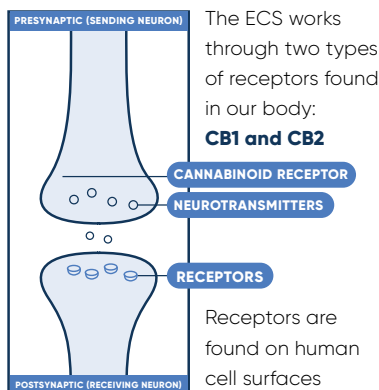 PRESYNAPTIC (SENDING NEURON)
The ECS works
through two types
of receptors found
in our body:
CB1 and CB2
CANNABINOID RECEPTOR
NEUROTRANSMITTERS
RECEPTORS
Receptors are
found on human
cell surfaces
POSTSYNAPTIC (RECEIVING NEURON)